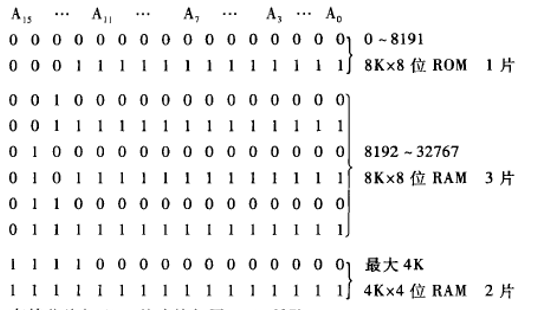 A₁₅ … A₁₁ … A₇ … A₃ … A₀
0 0 0 0 0 0 0 0 0 0 0 0 0 0 0 0 0 ~ 8191
0 0 0 1 1 1 1 1 1 1 1 1 1 1 1 1 8K×8 位 ROM 1 片
0 0 1 0 0 0 0 0 0 0 0 0 0 0 0 0
0 0 1 1 1 1 1 1 1 1 1 1 1 1 1 1
0 1 0 0 0 0 0 0 0 0 0 0 0 0 0 0 8192 ~ 32767
0 1 0 1 1 1 1 1 1 1 1 1 1 1 1 1 8K×8 位 RAM 3 片
0 1 1 0 0 0 0 0 0 0 0 0 0 0 0 0
0 1 1 1 1 1 1 1 1 1 1 1 1 1 1 1
1 1 1 1 0 0 0 0 0 0 0 0 0 0 0 0 最大 4K
1 1 1 1 1 1 1 1 1 1 1 1 1 1 1 1 4K×4 位 RAM 2 片